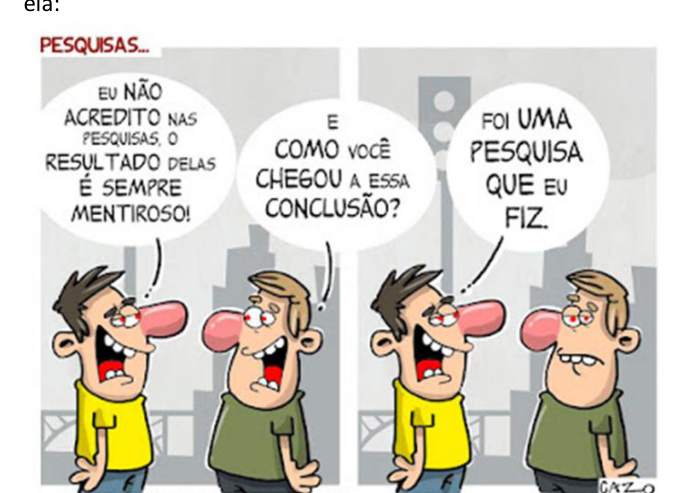 ela:
PESQUISAS...
EU NÃO
ACREDITO NAS
PESQUISAS, O
RESULTADO DELAS
É SEMPRE
MENTIROSO!
E
COMO VOCÊ
CHEGOU A ESSA
CONCLUSÃO?
FOI UMA
PESQUISA
QUE EU
FIZ.
CAZO